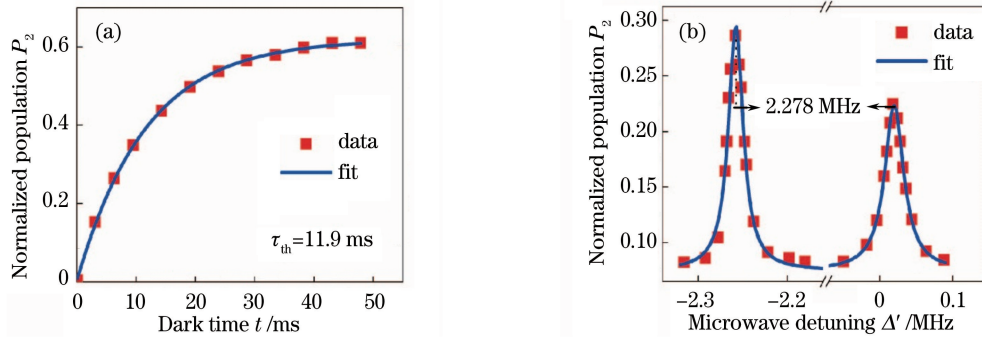 (a)
Normalized population P₂
0.6
0.4
0.2
0
data
fit
τth=11.9 ms
0 10 20 30 40 50
Dark time t /ms
(b)
Normalized population P₂
0.30
0.25
0.20
0.15
0.10
data
fit
2.278 MHz
−2.3 −2.2 0 0.1
Microwave detuning Δ′ /MHz